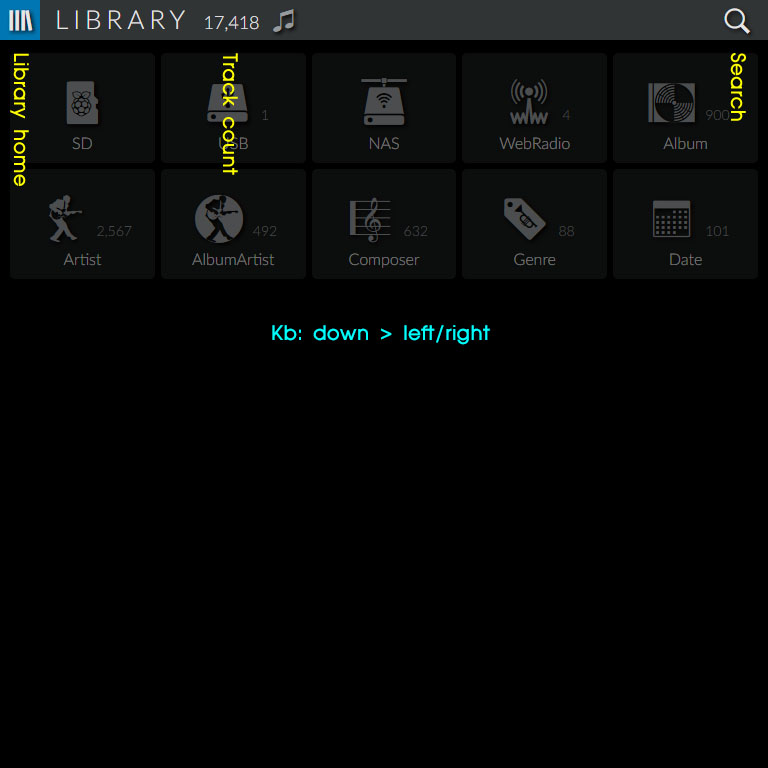 LIBRARY 17,418
Library home
Track count
Search
SD
1
USB
NAS
4
WebRadio
900
Album
2,567
Artist
492
AlbumArtist
632
Composer
88
Genre
101
Date
Kb: down > left/right